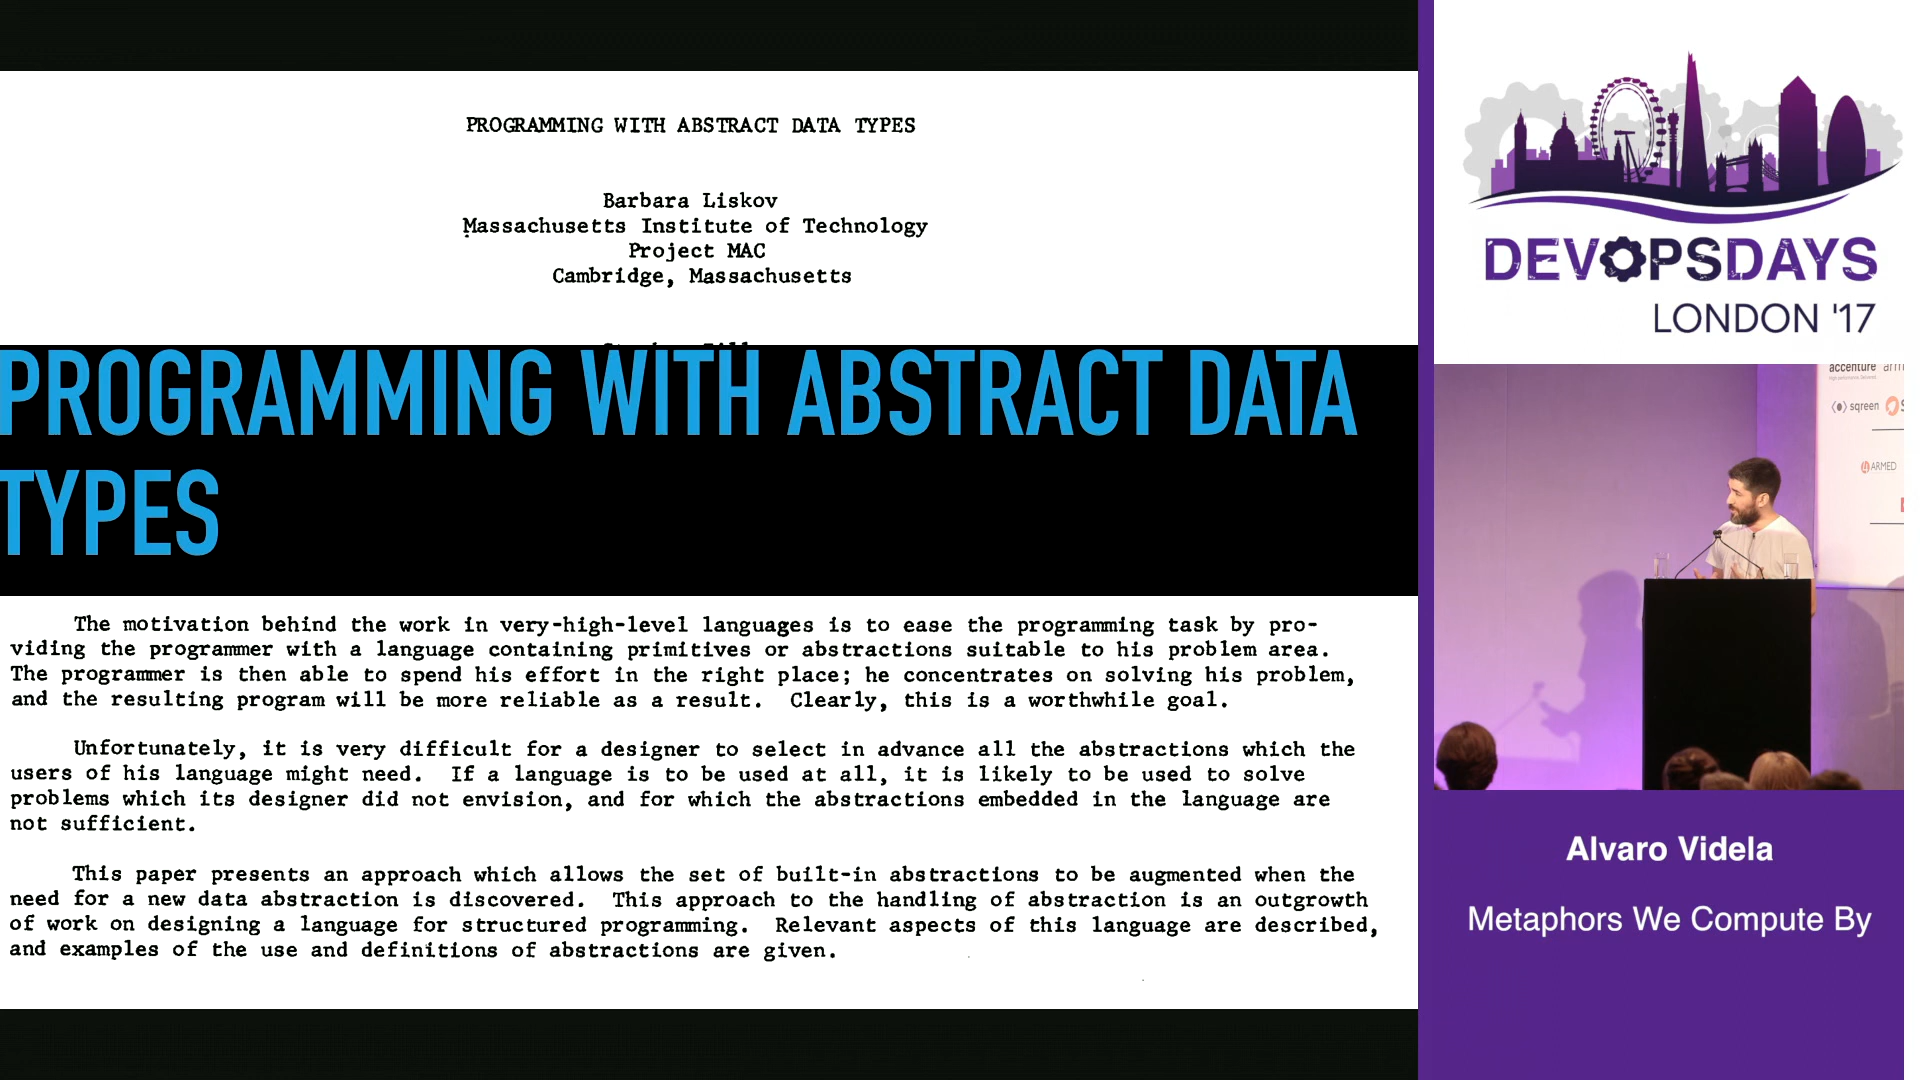 PROGRAMMING WITH ABSTRACT DATA TYPES
Barbara Liskov
Massachusetts Institute of Technology
Project MAC
Cambridge, Massachusetts
PROGRAMMING WITH ABSTRACT DATA
TYPES
The motivation behind the work in very-high-level languages is to ease the programming task by pro-
viding the programmer with a language containing primitives or abstractions suitable to his problem area.
The programmer is then able to spend his effort in the right place; he concentrates on solving his problem,
and the resulting program will be more reliable as a result. Clearly, this is a worthwhile goal.
Unfortunately, it is very difficult for a designer to select in advance all the abstractions which the
users of his language might need. If a language is to be used at all, it is likely to be used to solve
problems which its designer did not envision, and for which the abstractions embedded in the language are
not sufficient.
This paper presents an approach which allows the set of built-in abstractions to be augmented when the
need for a new data abstraction is discovered. This approach to the handling of abstraction is an outgrowth
of work on designing a language for structured programming. Relevant aspects of this language are described,
and examples of the use and definitions of abstractions are given.
DEVOPSDAYS
LONDON '17
accenture
sqreen
ARMED
Alvaro Videla
Metaphors We Compute By